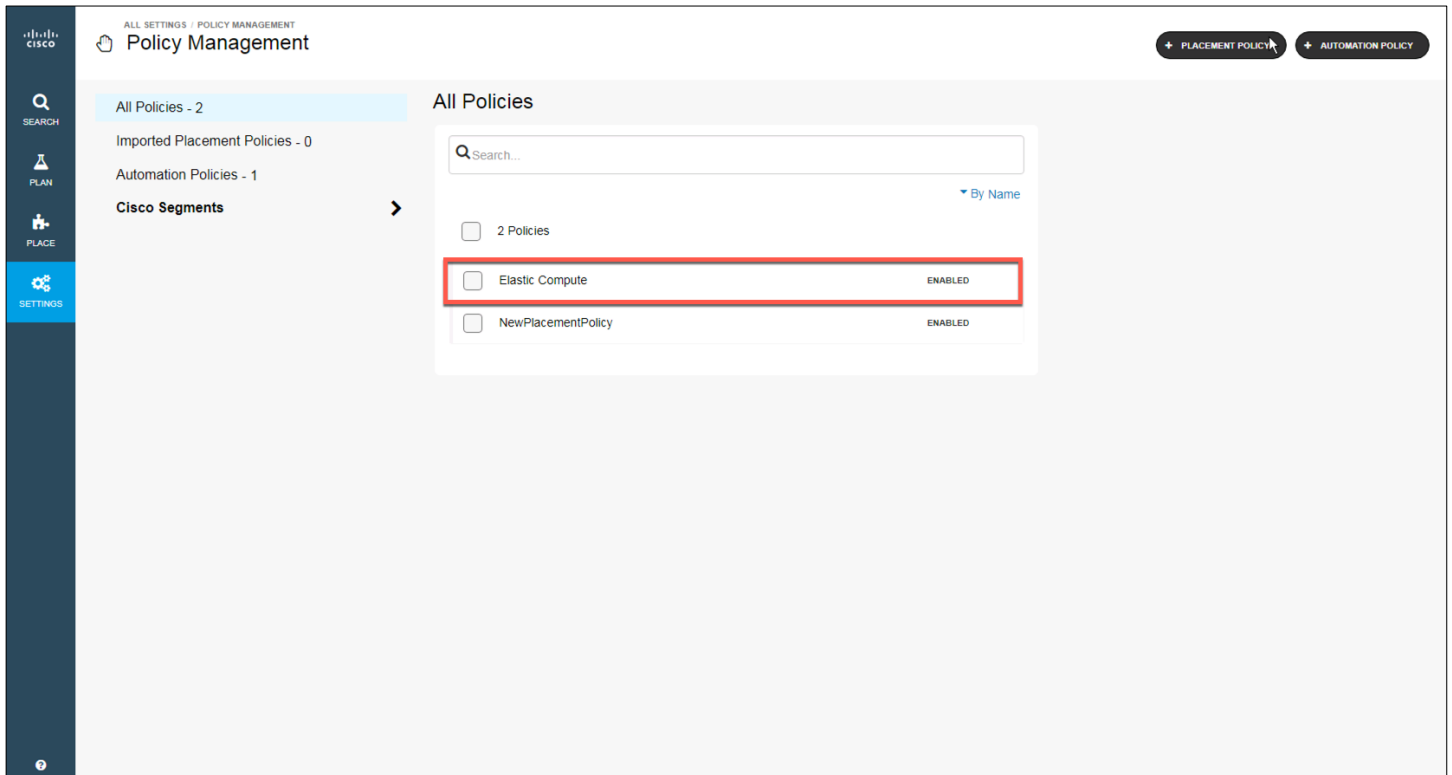 CISCO
ALL SETTINGS / POLICY MANAGEMENT
Policy Management
+ PLACEMENT POLICY
+ AUTOMATION POLICY
SEARCH
PLAN
PLACE
SETTINGS
?
All Policies - 2
Imported Placement Policies - 0
Automation Policies - 1
Cisco Segments
All Policies
Search...
By Name
2 Policies
Elastic Compute ENABLED
NewPlacementPolicy ENABLED